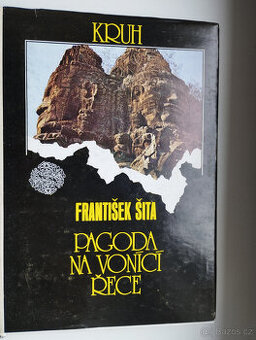 KRUH
FRANTIŠEK ŠITA
PAGODA
NA VONÍCÍ
ŘECE